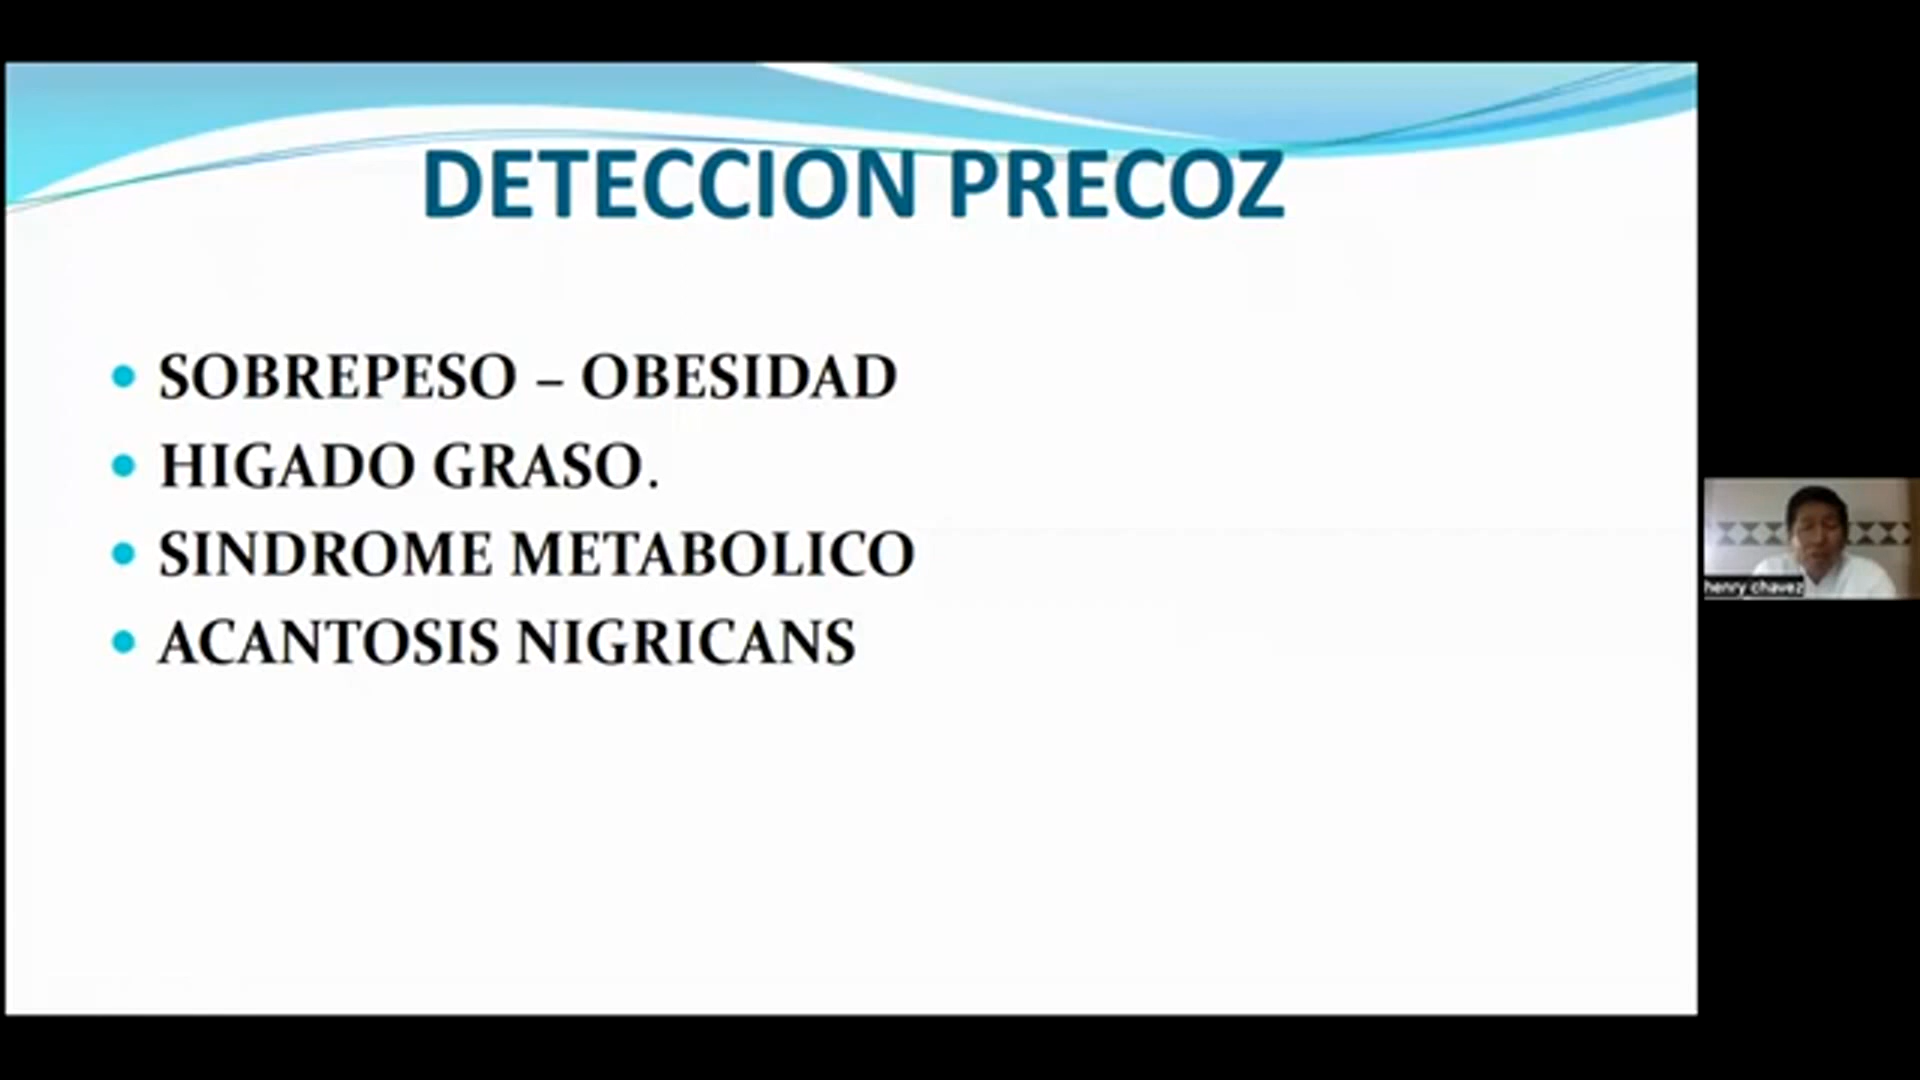 DETECCION PRECOZ
SOBREPESO – OBESIDAD
HIGADO GRASO.
SINDROME METABOLICO
ACANTOSIS NIGRICANS
henry chavez